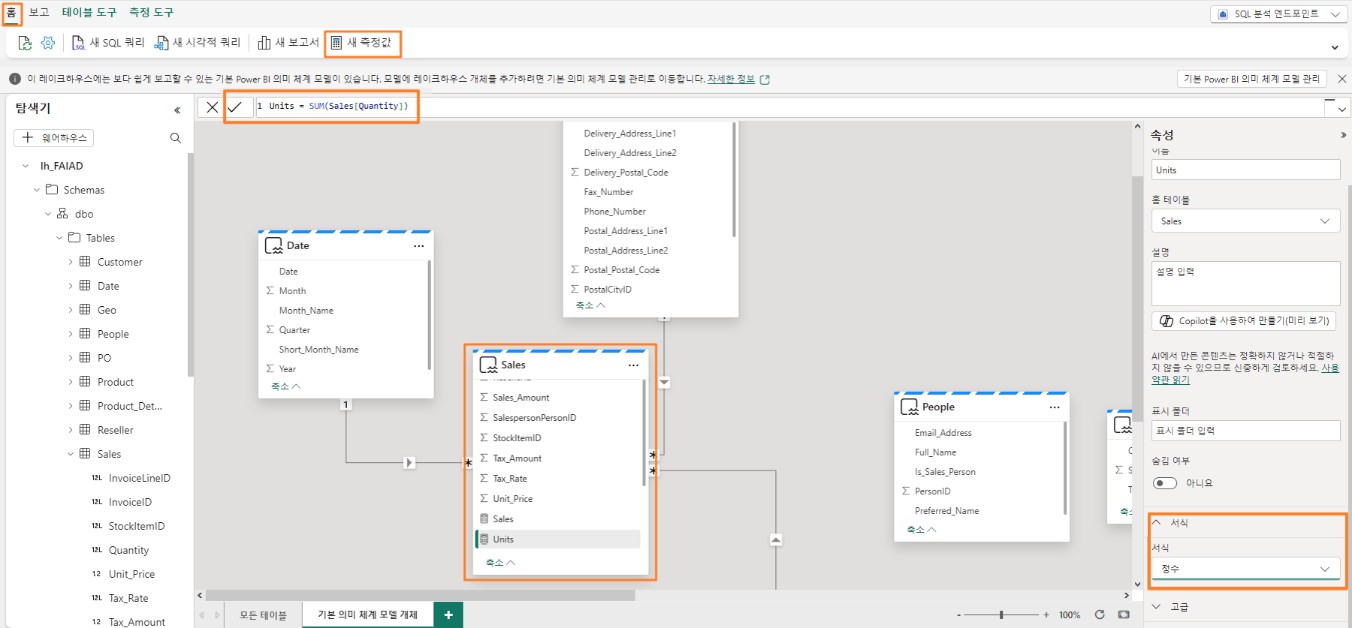 홈 보고 테이블 도구 측정 도구
SQL 분석 엔드포인트
새 SQL 쿼리 새 시각적 쿼리 새 보고서 새 측정값
이 레이크하우스에는 보다 쉽게 보고할 수 있는 기본 Power BI 의미 체계 모델이 있습니다. 모델에 레이크하우스 개체를 추가하려면 기본 의미 체계 모델 관리로 이동합니다. 자세한 정보
기본 Power BI 의미 체계 모델 관리
탐색기
+ 웨어하우스
lh_FAIAD
Schemas
dbo
Tables
Customer
Date
Geo
People
PO
Product
Product_Det...
Reseller
Sales
12L InvoiceLineID
12L InvoiceID
12L StockItemID
12L Quantity
12 Unit_Price
12L Tax_Rate
12 Tax_Amount
1 Units = SUM(Sales[Quantity])
Delivery_Address_Line1
Delivery_Address_Line2
Σ Delivery_Postal_Code
Fax_Number
Phone_Number
Postal_Address_Line1
Postal_Address_Line2
Σ Postal_Postal_Code
Σ PostalCityID
축소
Date ...
Date
Σ Month
Month_Name
Σ Quarter
Short_Month_Name
Σ Year
축소
1
Sales ...
Σ Sales_Amount
Σ SalespersonPersonID
Σ StockItemID
Σ Tax_Amount
Σ Tax_Rate
Σ Unit_Price
Sales
Units
축소
*
*
*
People ...
Email_Address
Full_Name
Is_Sales_Person
Σ PersonID
Preferred_Name
축소
모든 테이블
기본 의미 체계 모델 개체
+
- + 100%
속성
이름
Units
홈 테이블
Sales
설명
설명 입력
Copilot을 사용하여 만들기(미리 보기)
AI에서 만든 콘텐츠는 정확하지 않거나 적절하
지 않을 수 있으므로 신중하게 검토하세요. 사용
약관 읽기
표시 폴더
표시 폴더 입력
숨김 여부
아니요
서식
서식
정수
고급